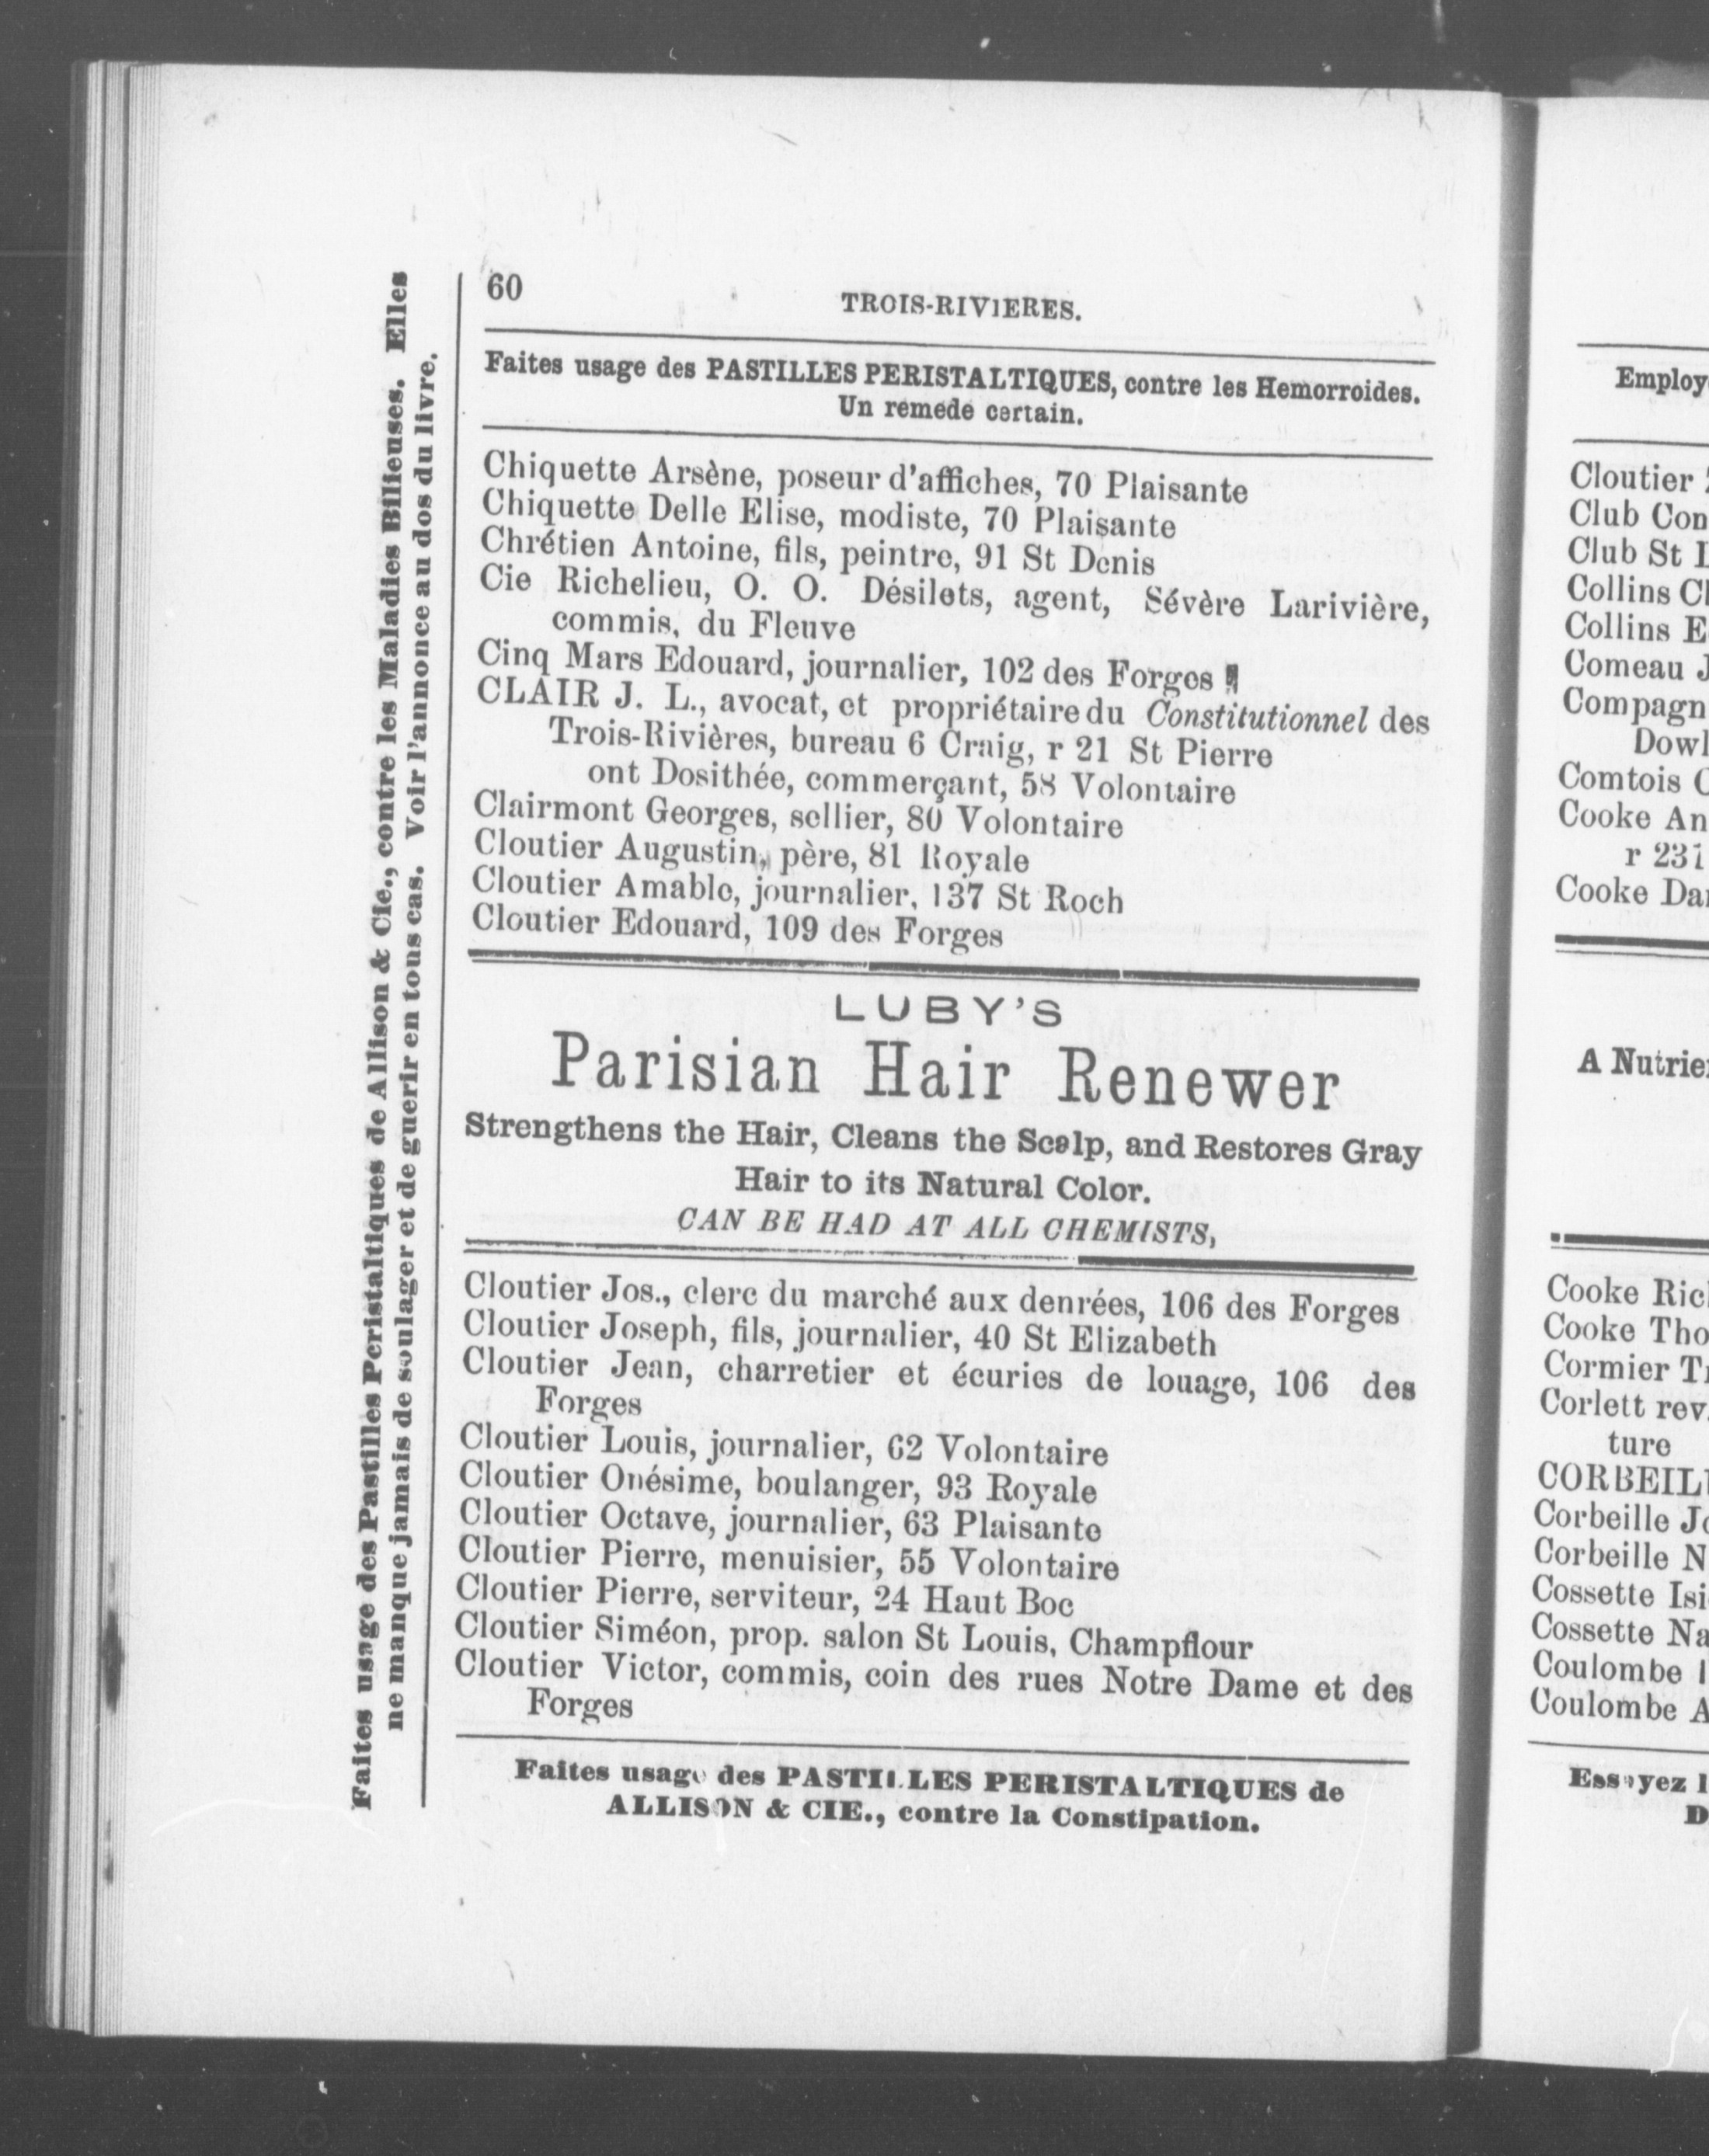 60
TROIS-RIVIERES.
Faites usage des PASTILLES PERISTALTIQUES, contre les Hemorroides.
Un remede certain.
Chiquette Arsène, poseur d'affiches, 70 Plaisante
Chiquette Delle Elise, modiste, 70 Plaisante
Chrétien Antoine, fils, peintre, 91 St Denis
Cie Richelieu, O. O. Désilets, agent, Sévère Larivière,
commis, du Fleuve
Cinq Mars Edouard, journalier, 102 des Forges
CLAIR J. L., avocat, et propriétaire du Constitutionnel des
Trois-Rivières, bureau 6 Craig, r 21 St Pierre
ont Dosithée, commerçant, 58 Volontaire
Clairmont Georges, sellier, 80 Volontaire
Cloutier Augustin, père, 81 Royale
Cloutier Amable, journalier, 137 St Roch
Cloutier Edouard, 109 des Forges
LUBY'S
Parisian Hair Renewer
Strengthens the Hair, Cleans the Scalp, and Restores Gray
Hair to its Natural Color.
CAN BE HAD AT ALL CHEMISTS,
Cloutier Jos., clerc du marché aux denrées, 106 des Forges
Cloutier Joseph, fils, journalier, 40 St Elizabeth
Cloutier Jean, charretier et écuries de louage, 106 des
Forges
Cloutier Louis, journalier, 62 Volontaire
Cloutier Onésime, boulanger, 93 Royale
Cloutier Octave, journalier, 63 Plaisante
Cloutier Pierre, menuisier, 55 Volontaire
Cloutier Pierre, serviteur, 24 Haut Boc
Cloutier Siméon, prop. salon St Louis, Champflour
Cloutier Victor, commis, coin des rues Notre Dame et des
Forges
Faites usage des PASTILLES PERISTALTIQUES de
ALLISON & CIE., contre la Constipation.
Faites usage des Pastilles Peristaltiques de Allison & Cie., contre les Maladies Bilieuses. Elles
ne manque jamais de soulager et de guerir en tous cas. Voir l'annonce au dos du livre.
Employ
Cloutier
Club Con
Club St
Collins
Collins E
Comeau J
Compagn
Dowl
Comtois
Cooke An
r 231
Cooke Da
A Nutrie
Cooke Ric
Cooke Tho
Cormier
Corlett rev.
ture
CORBEIL
Corbeille
Corbeille N
Cossette Isi
Cossette Na
Coulombe
Coulombe A
Essayez
D